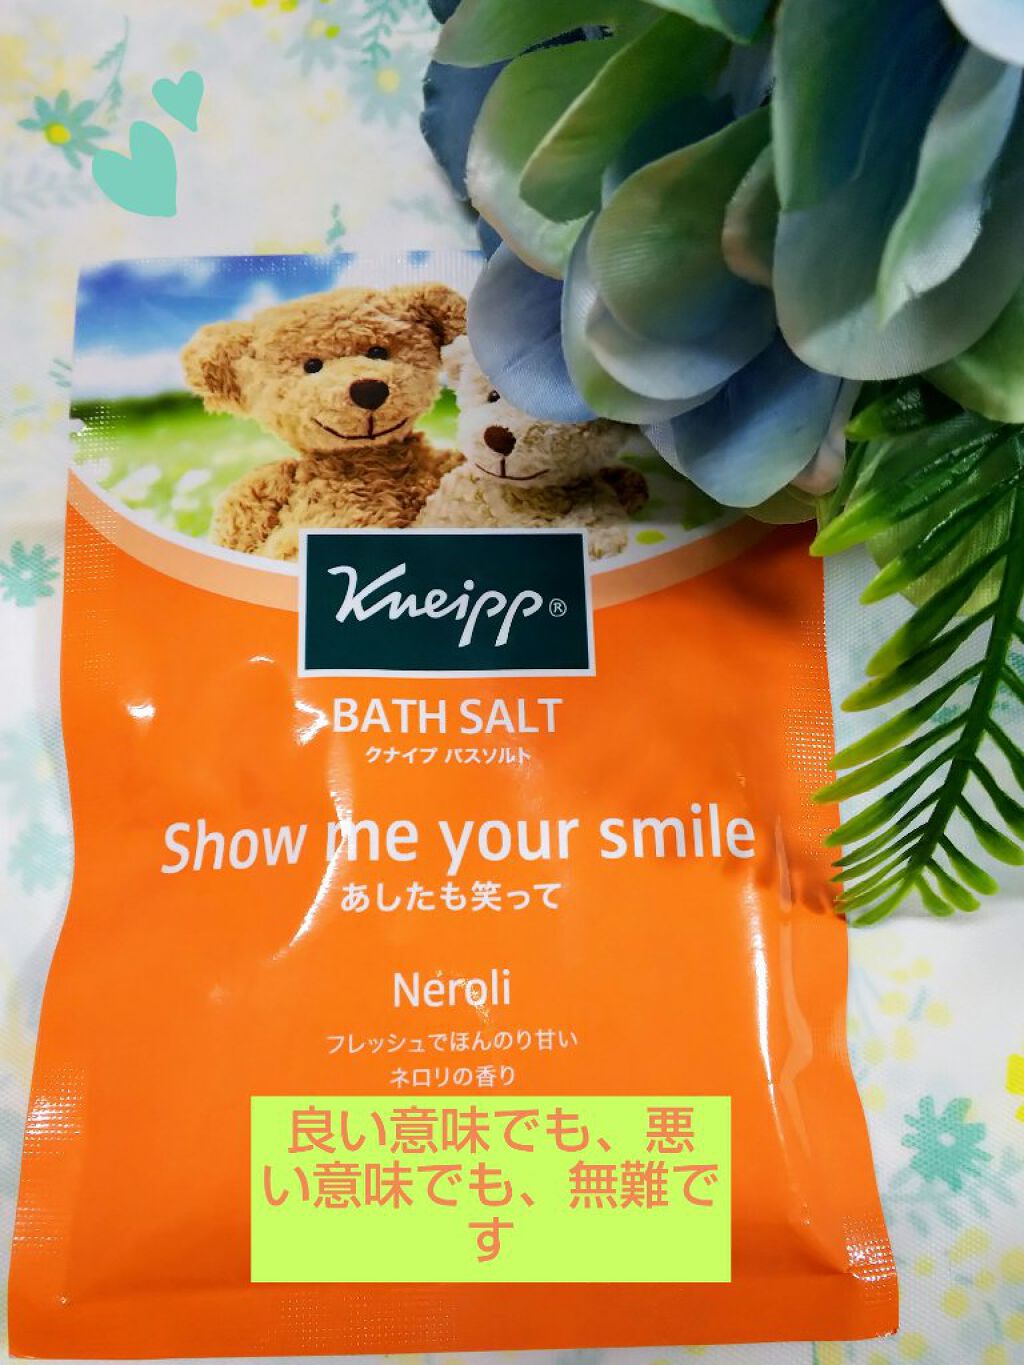 Kneipp®
BATH SALT
クナイプ バスソルト
Show me your smile
あしたも笑って
Neroli
フレッシュでほんのり甘い
ネロリの香り
良い意味でも、悪
い意味でも、無難で
す